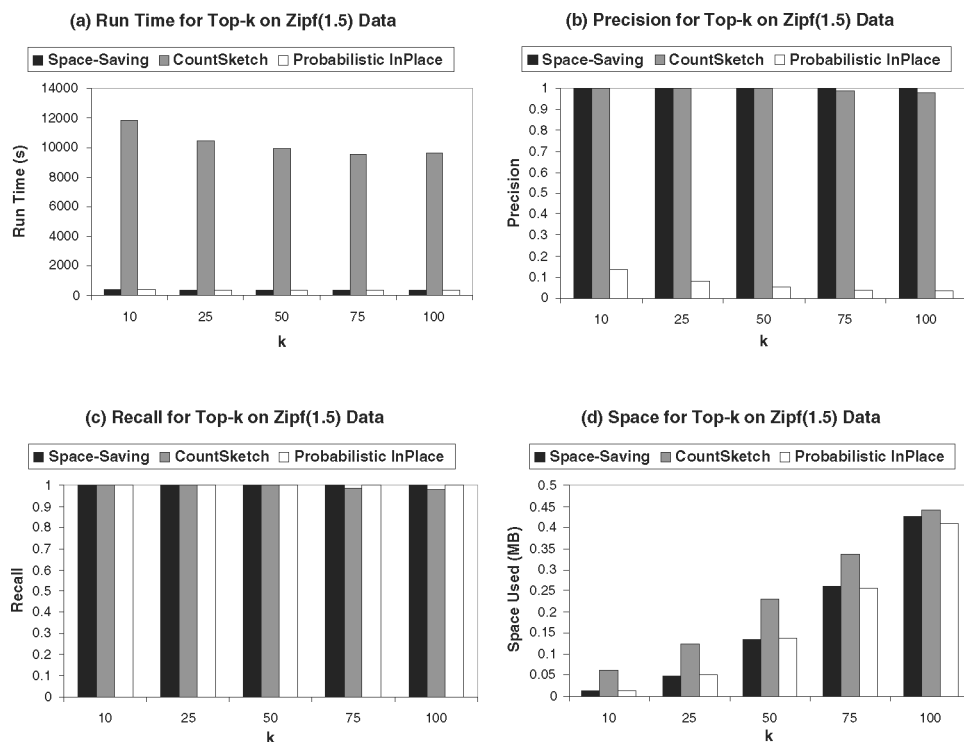 (a) Run Time for Top-k on Zipf(1.5) Data
Space-Saving CountSketch Probabilistic InPlace
14000
12000
10000
8000
6000
4000
2000
0
Run Time (s)
10 25 50 75 100
k
(b) Precision for Top-k on Zipf(1.5) Data
Space-Saving CountSketch Probabilistic InPlace
1
0.9
0.8
0.7
0.6
0.5
0.4
0.3
0.2
0.1
0
Precision
10 25 50 75 100
k
(c) Recall for Top-k on Zipf(1.5) Data
Space-Saving CountSketch Probabilistic InPlace
1
0.9
0.8
0.7
0.6
0.5
0.4
0.3
0.2
0.1
0
Recall
10 25 50 75 100
k
(d) Space for Top-k on Zipf(1.5) Data
Space-Saving CountSketch Probabilistic InPlace
0.5
0.45
0.4
0.35
0.3
0.25
0.2
0.15
0.1
0.05
0
Space Used (MB)
10 25 50 75 100
k